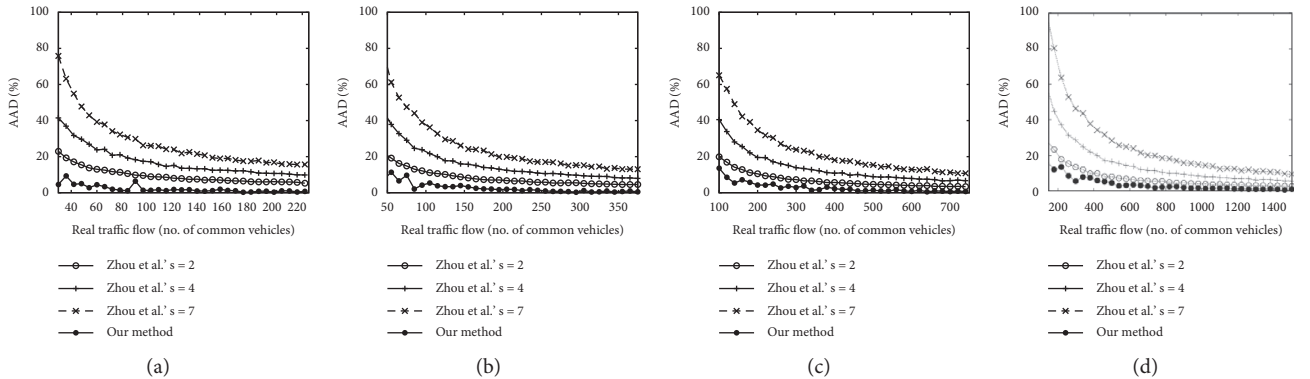 100
80
60
40
20
0
AAD (%)
40 60 80 100 120 140 160 180 200 220
Real traffic flow (no. of common vehicles)
Zhou et al.’ s = 2
Zhou et al.’ s = 4
Zhou et al.’ s = 7
Our method
(a)
100
80
60
40
20
0
AAD (%)
50 100 150 200 250 300 350
Real traffic flow (no. of common vehicles)
Zhou et al.’ s = 2
Zhou et al.’ s = 4
Zhou et al.’ s = 7
Our method
(b)
100
80
60
40
20
0
AAD (%)
100 200 300 400 500 600 700
Real traffic flow (no. of common vehicles)
Zhou et al.’ s = 2
Zhou et al.’ s = 4
Zhou et al.’ s = 7
Our method
(c)
100
80
60
40
20
0
AAD (%)
200 400 600 800 1000 1200 1400
Real traffic flow (no. of common vehicles)
Zhou et al.’ s = 2
Zhou et al.’ s = 4
Zhou et al.’ s = 7
Our method
(d)